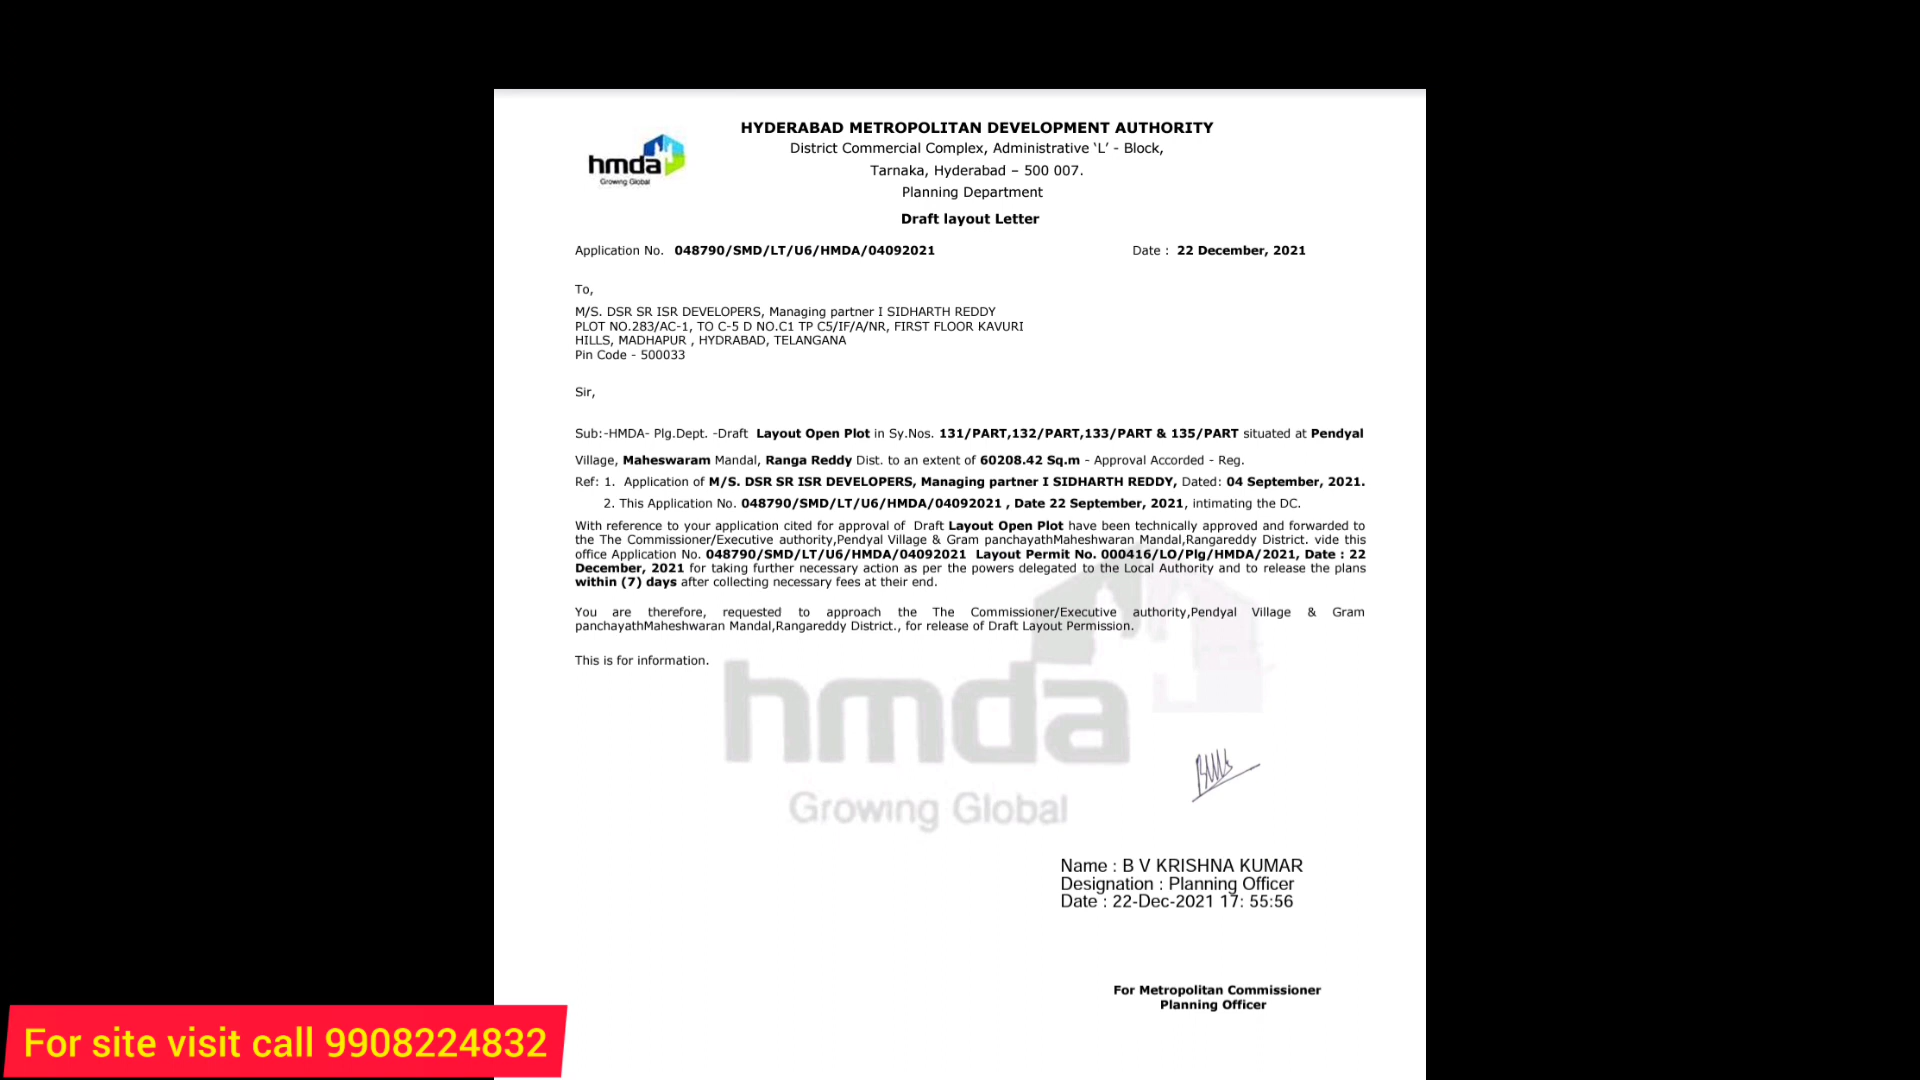 hmda
Growing Global
HYDERABAD METROPOLITAN DEVELOPMENT AUTHORITY
District Commercial Complex, Administrative ‘L’ - Block,
Tarnaka, Hyderabad – 500 007.
Planning Department
Draft layout Letter
Application No. 048790/SMD/LT/U6/HMDA/04092021 Date : 22 December, 2021
To,
M/S. DSR SR ISR DEVELOPERS, Managing partner I SIDHARTH REDDY
PLOT NO.283/AC-1, TO C-5 D NO.C1 TP C5/IF/A/NR, FIRST FLOOR KAVURI
HILLS, MADHAPUR , HYDRABAD, TELANGANA
Pin Code - 500033
Sir,
Sub:-HMDA- Plg.Dept. -Draft Layout Open Plot in Sy.Nos. 131/PART,132/PART,133/PART & 135/PART situated at Pendyal
Village, Maheswaram Mandal, Ranga Reddy Dist. to an extent of 60208.42 Sq.m - Approval Accorded - Reg.
Ref: 1. Application of M/S. DSR SR ISR DEVELOPERS, Managing partner I SIDHARTH REDDY, Dated: 04 September, 2021.
2. This Application No. 048790/SMD/LT/U6/HMDA/04092021 , Date 22 September, 2021, intimating the DC.
With reference to your application cited for approval of Draft Layout Open Plot have been technically approved and forwarded to
the The Commissioner/Executive authority,Pendyal Village & Gram panchayathMaheshwaran Mandal,Rangareddy District. vide this
office Application No. 048790/SMD/LT/U6/HMDA/04092021 Layout Permit No. 000416/LO/Plg/HMDA/2021, Date : 22
December, 2021 for taking further necessary action as per the powers delegated to the Local Authority and to release the plans
within (7) days after collecting necessary fees at their end.
You are therefore, requested to approach the The Commissioner/Executive authority,Pendyal Village & Gram
panchayathMaheshwaran Mandal,Rangareddy District., for release of Draft Layout Permission.
This is for information.
hmda
Growing Global
Name : B V KRISHNA KUMAR
Designation : Planning Officer
Date : 22-Dec-2021 17: 55:56
For Metropolitan Commissioner
Planning Officer
For site visit call 9908224832